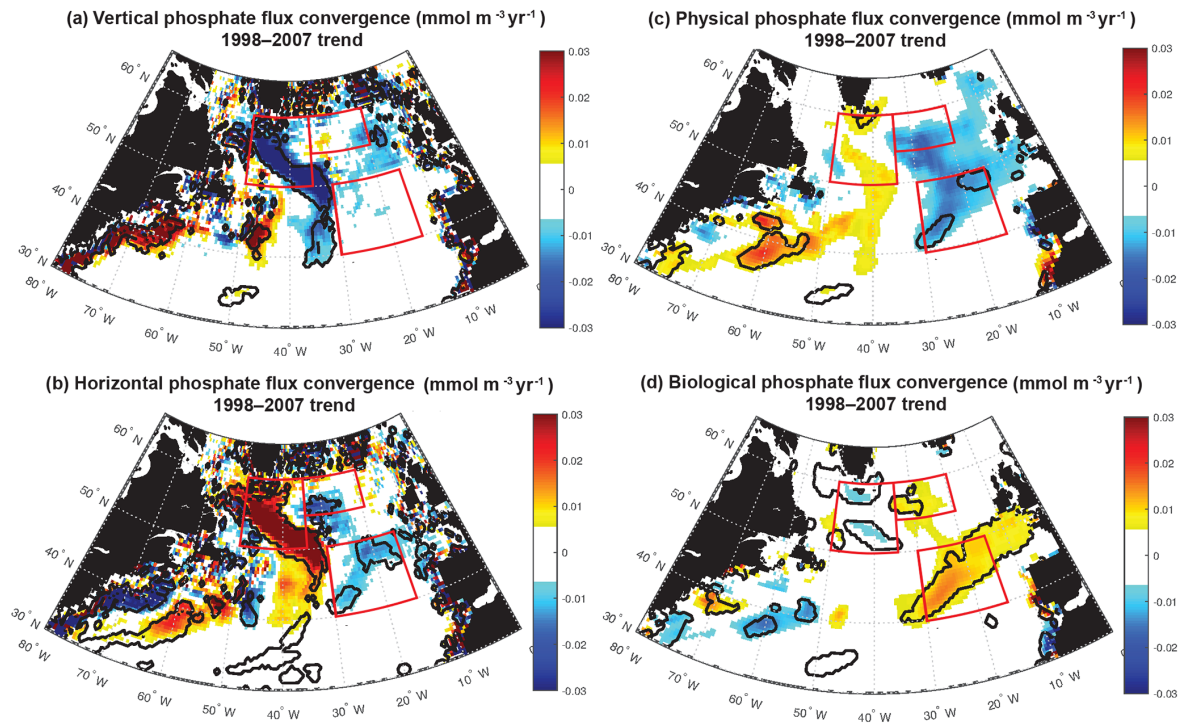 (a) Vertical phosphate flux convergence (mmol m -3 yr-1)
1998–2007 trend
60° N
50° N
40° N
30° N
80° W
70° W
60° W
50° W
40° W
30° W
20° W
10° W
0.03
0.02
0.01
0
-0.01
-0.02
-0.03
(c) Physical phosphate flux convergence (mmol m -3 yr-1)
1998–2007 trend
60° N
50° N
40° N
30° N
80° W
70° W
60° W
50° W
40° W
30° W
20° W
10° W
0.03
0.02
0.01
0
-0.01
-0.02
-0.03
(b) Horizontal phosphate flux convergence (mmol m -3 yr-1)
1998–2007 trend
60° N
50° N
40° N
30° N
80° W
70° W
60° W
50° W
40° W
30° W
20° W
10° W
0.03
0.02
0.01
0
-0.01
-0.02
-0.03
(d) Biological phosphate flux convergence (mmol m -3 yr-1)
1998–2007 trend
60° N
50° N
40° N
30° N
80° W
70° W
60° W
50° W
40° W
30° W
20° W
10° W
0.03
0.02
0.01
0
-0.01
-0.02
-0.03